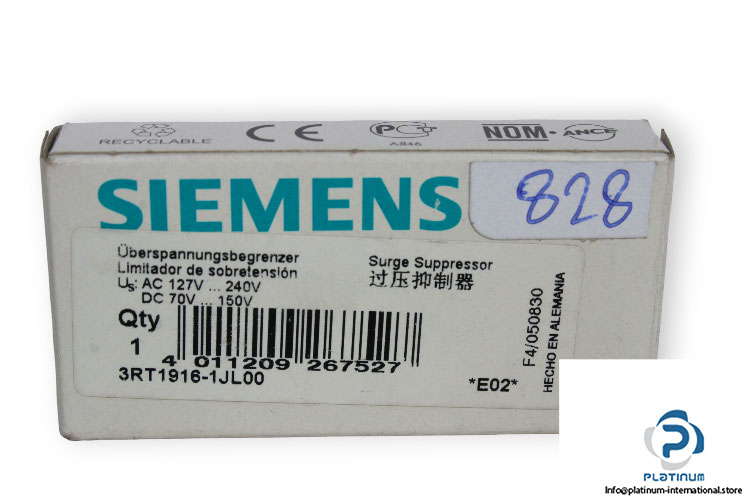 RECYCLABLE
CE
PC
A846
NOM-ANCE
SIEMENS
828
Überspannungsbegrenzer
Limitador de sobretensión
Us: AC 127V ... 240V
DC 70V ... 150V
Surge Suppressor
过压抑制器
Qty
1
4 011209 267527
3RT1916-1JL00
*E02*
F4/050830
HECHO EN ALEMANIA
PLATINUM
Info@platinum-international.store